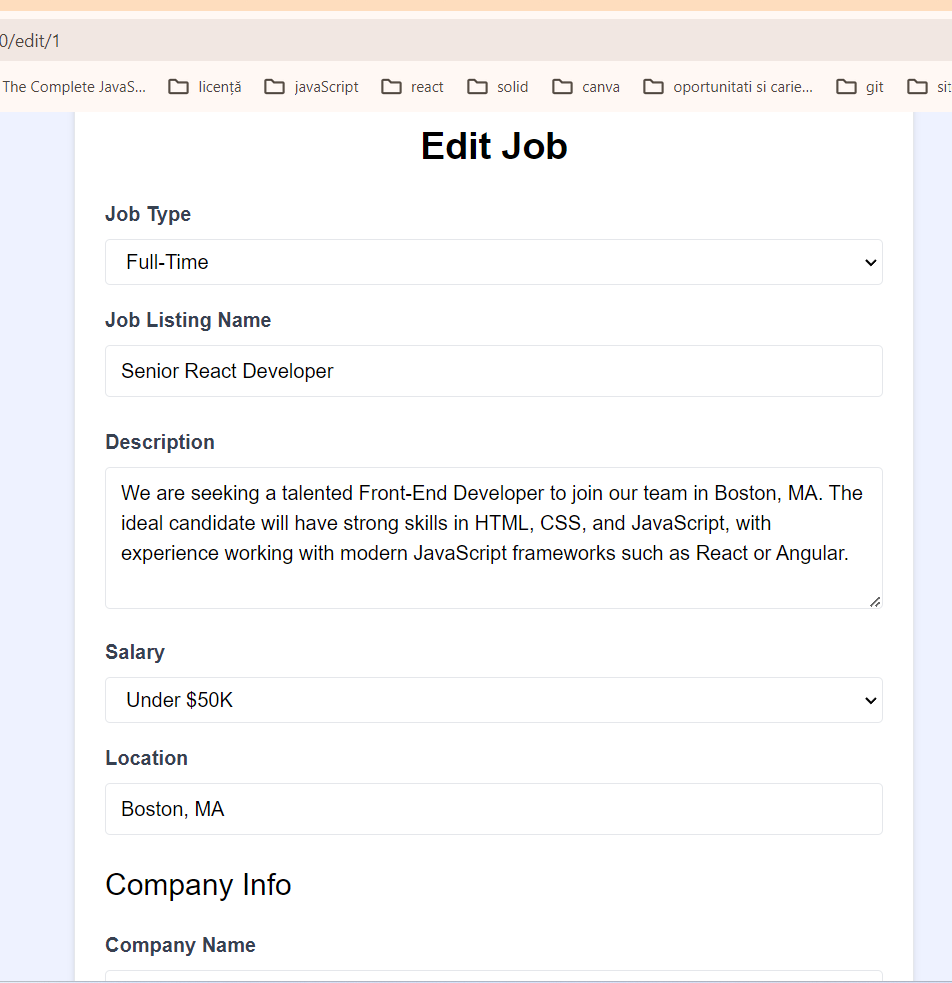 0/edit/1
The Complete JavaS... licență javaScript react solid canva oportunitati si carie... git sit
Edit Job
Job Type
Full-Time
Job Listing Name
Senior React Developer
Description
We are seeking a talented Front-End Developer to join our team in Boston, MA. The
ideal candidate will have strong skills in HTML, CSS, and JavaScript, with
experience working with modern JavaScript frameworks such as React or Angular.
Salary
Under $50K
Location
Boston, MA
Company Info
Company Name